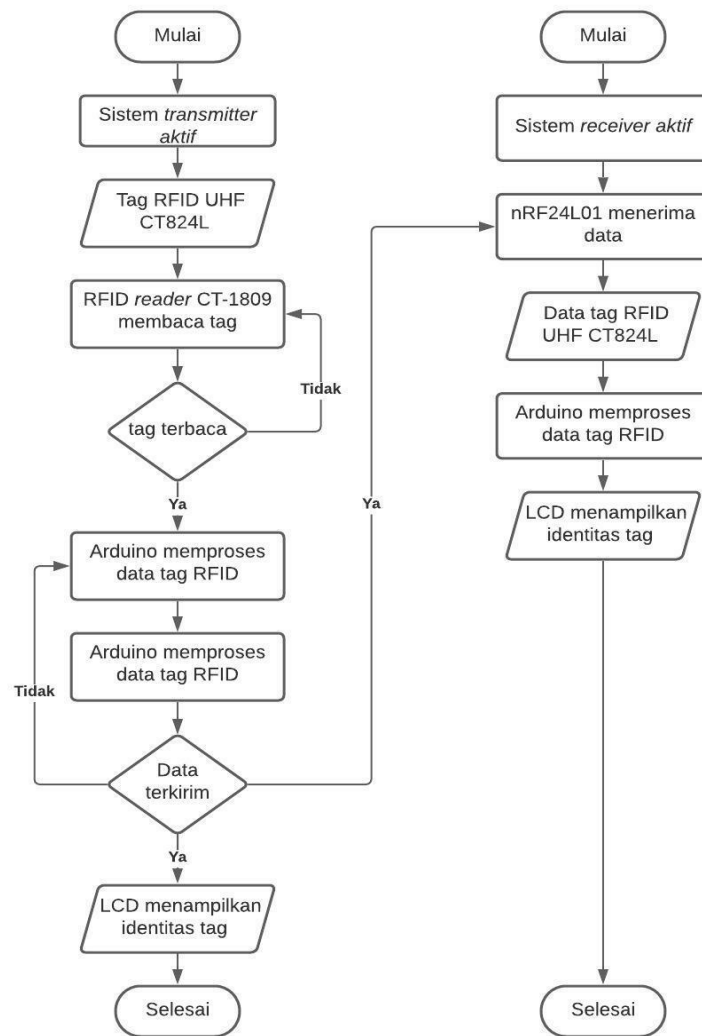 Mulai
Sistem transmitter
aktif
Tag RFID UHF
CT824L
RFID reader CT-1809
membaca tag
Tidak
tag terbaca
Ya
Arduino memproses
data tag RFID
Arduino memproses
data tag RFID
Tidak
Data
terkirim
Ya
Ya
LCD menampilkan
identitas tag
Selesai
Mulai
Sistem receiver aktif
nRF24L01 menerima
data
Data tag RFID
UHF CT824L
Arduino memproses
data tag RFID
LCD menampilkan
identitas tag
Selesai